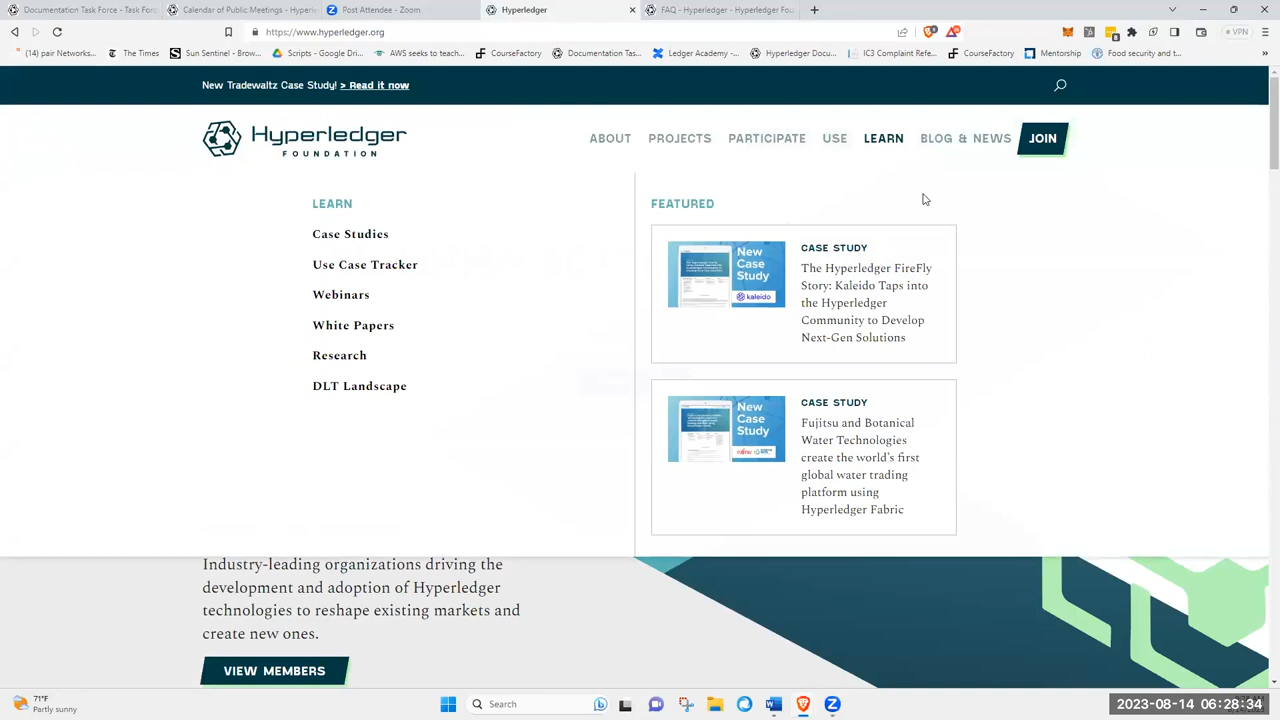 Documentation Task Force - Task Forc
Calendar of Public Meetings - Hyperle
Post Attendee - Zoom
Hyperledger
FAQ - Hyperledger - Hyperledger Fou
https://www.hyperledger.org
VPN
(14) pair Networks...
The Times
Sun Sentinel - Brow...
Scripts - Google Dri...
AWS seeks to teach...
CourseFactory
Documentation Tas...
Ledger Academy -...
Hyperledger Docu...
IC3 Complaint Refe...
CourseFactory
Mentorship
Food security and t...
New Tradewaltz Case Study! > Read it now
Hyperledger
FOUNDATION
ABOUT
PROJECTS
PARTICIPATE
USE
LEARN
BLOG & NEWS
JOIN
LEARN
Case Studies
Use Case Tracker
Webinars
White Papers
Research
DLT Landscape
FEATURED
New
Case
Study
kaleido
CASE STUDY
The Hyperledger FireFly
Story: Kaleido Taps into
the Hyperledger
Community to Develop
Next-Gen Solutions
New
Case
Study
CASE STUDY
Fujitsu and Botanical
Water Technologies
create the world's first
global water trading
platform using
Hyperledger Fabric
Industry-leading organizations driving the
development and adoption of Hyperledger
technologies to reshape existing markets and
create new ones.
VIEW MEMBERS
71°F
Partly sunny
Search
2023-08-14 06:28:34